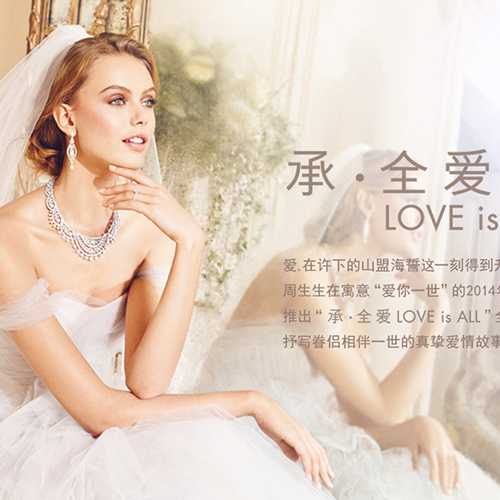 承·全爱
LOVE is
爱,在许下的山盟海誓这一刻得到
周生生在寓意“爱你一世”的2014
推出“承·全爱 LOVE is ALL”
抒写眷侣相伴一世的真挚爱情故事